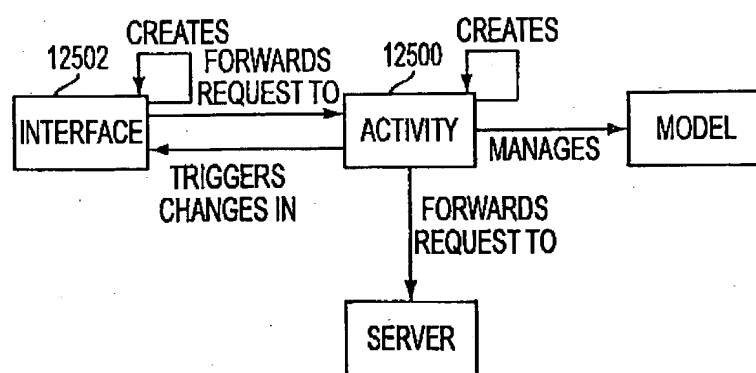 CREATES
12502
FORWARDS
REQUEST TO
INTERFACE
TRIGGERS
CHANGES IN
CREATES
12500
ACTIVITY
MANAGES
MODEL
FORWARDS
REQUEST TO
SERVER